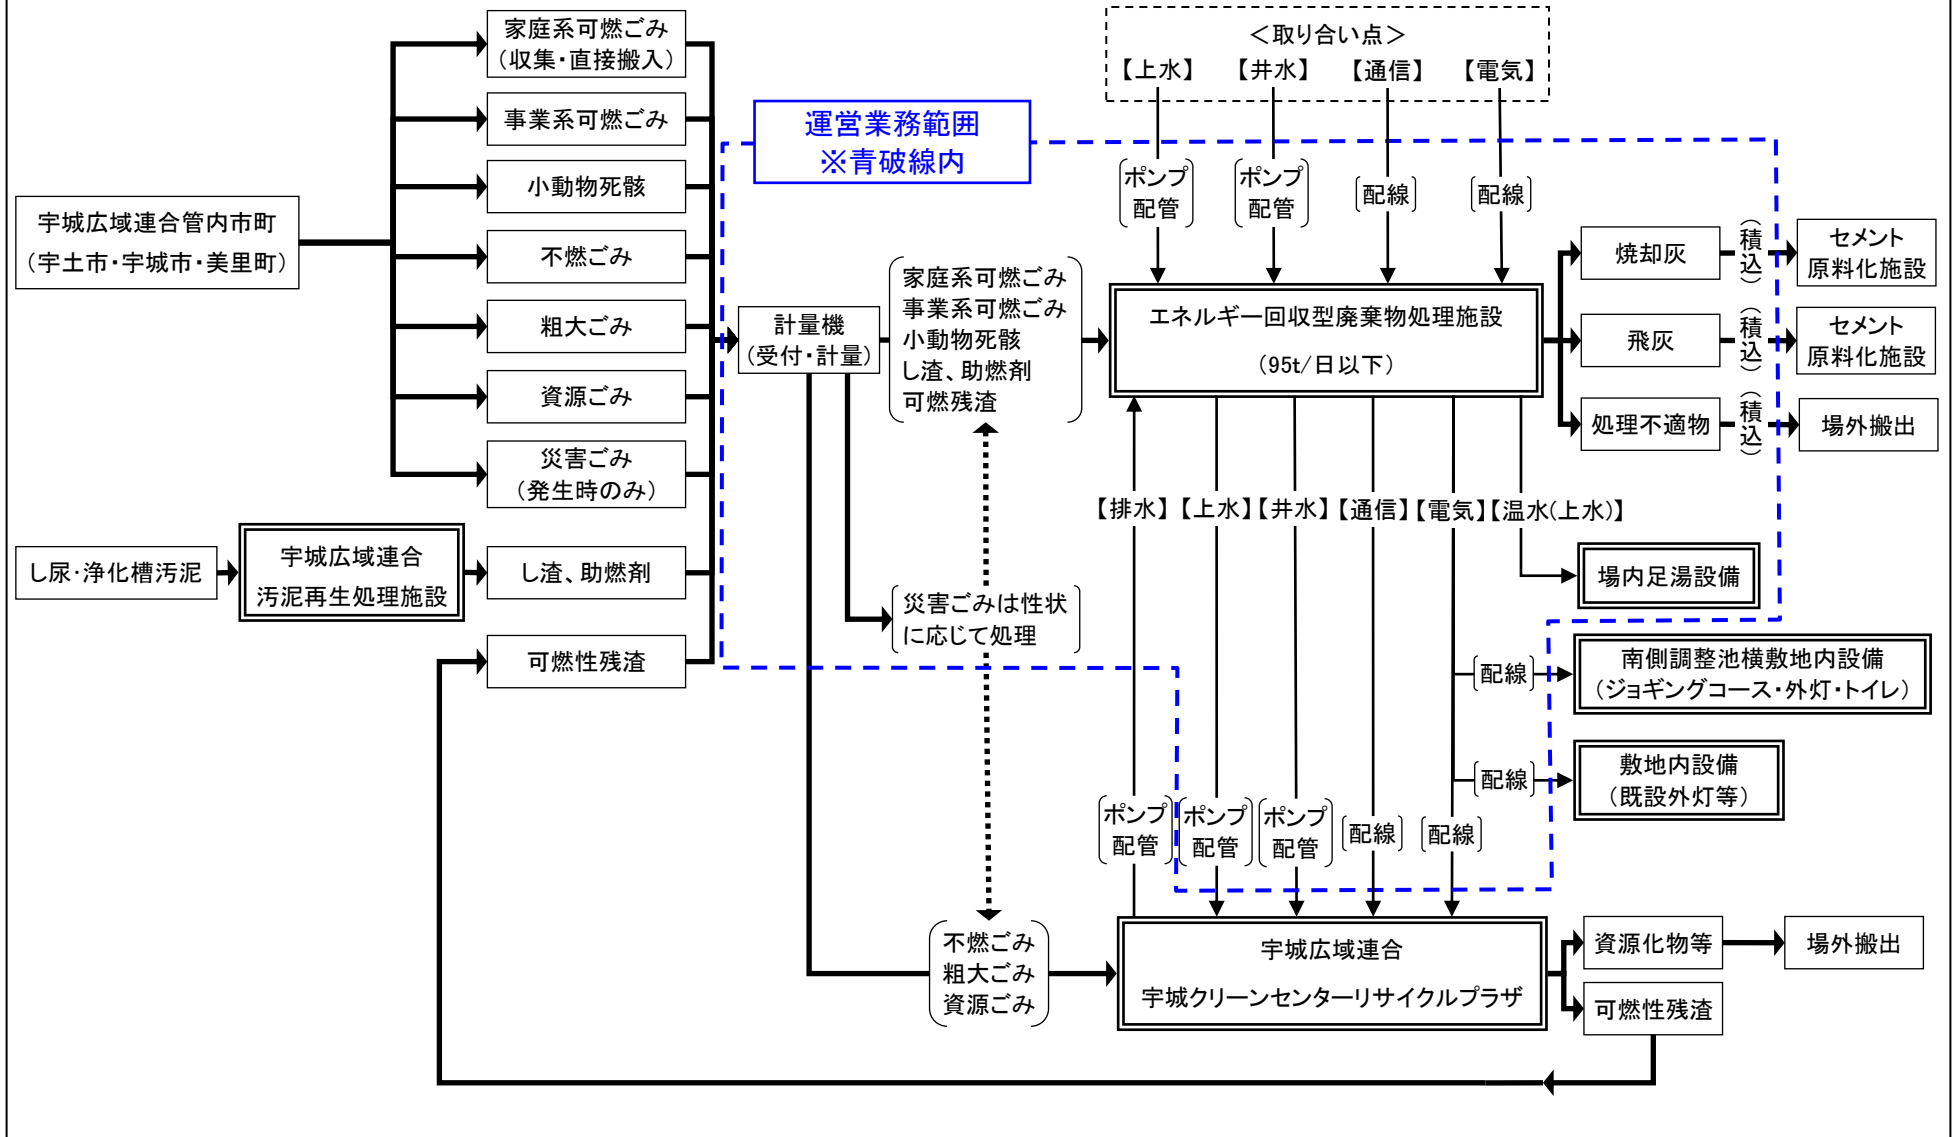 家庭系可燃ごみ
（収集・直接搬入）
事業系可燃ごみ
小動物死骸
不燃ごみ
粗大ごみ
資源ごみ
災害ごみ
（発生時のみ）
し渣、助燃剤
可燃性残渣
宇城広域連合管内市町
（宇土市・宇城市・美里町）
し尿・浄化槽汚泥
宇城広域連合
汚泥再生処理施設
運営業務範囲
※青破線内
計量機
（受付・計量）
家庭系可燃ごみ
事業系可燃ごみ
小動物死骸
し渣、助燃剤
可燃残渣
災害ごみは性状
に応じて処理
不燃ごみ
粗大ごみ
資源ごみ
＜取り合い点＞
【上水】 【井水】 【通信】 【電気】
ポンプ
配管
ポンプ
配管
配線
配線
エネルギー回収型廃棄物処理施設
（95t/日以下）
焼却灰
（積込）
セメント
原料化施設
飛灰
（積込）
セメント
原料化施設
処理不適物
（積込）
場外搬出
【排水】 【上水】 【井水】 【通信】 【電気】 【温水(上水)】
場内足湯設備
配線
南側調整池横敷地内設備
（ジョギングコース・外灯・トイレ）
配線
敷地内設備
（既設外灯等）
ポンプ
配管
ポンプ
配管
ポンプ
配管
配線
配線
宇城広域連合
宇城クリーンセンターリサイクルプラザ
資源化物等
場外搬出
可燃性残渣